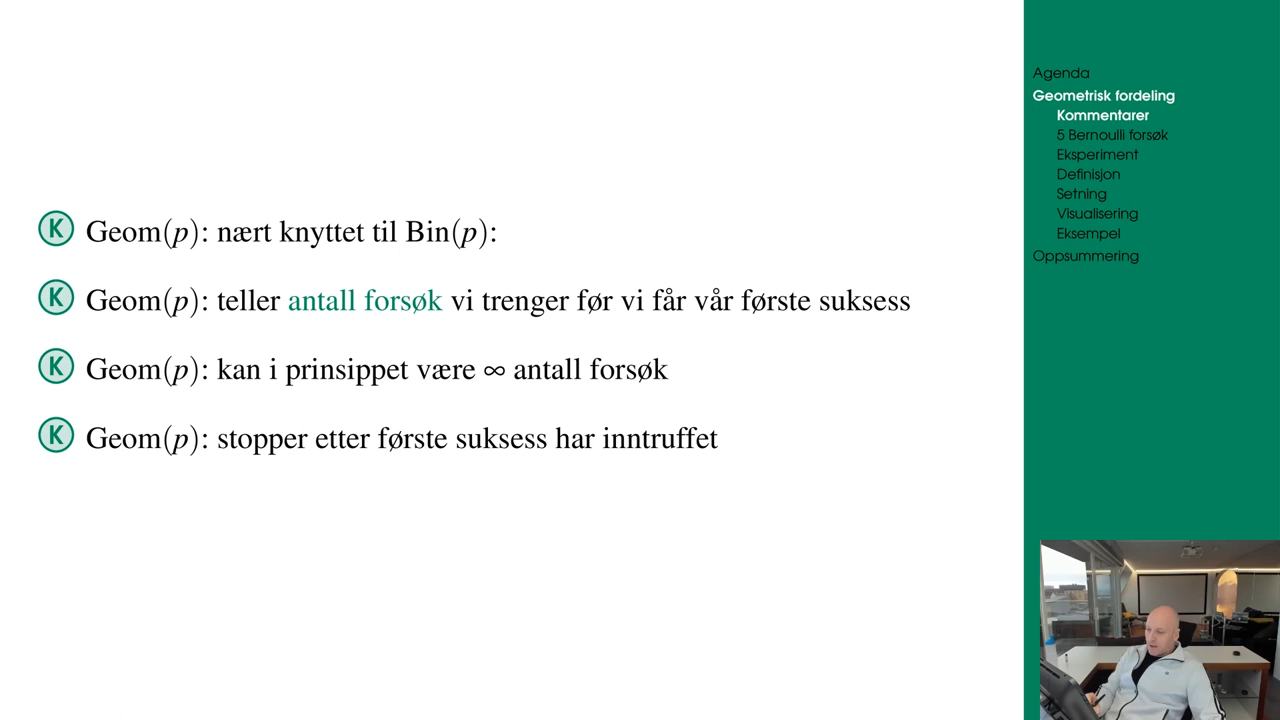 K Geom(p): nært knyttet til Bin(p):
K Geom(p): teller antall forsøk vi trenger før vi får vår første suksess
K Geom(p): kan i prinsippet være ∞ antall forsøk
K Geom(p): stopper etter første suksess har inntruffet
Agenda
Geometrisk fordeling
Kommentarer
5 Bernoulli forsøk
Eksperiment
Definisjon
Setning
Visualisering
Eksempel
Oppsummering